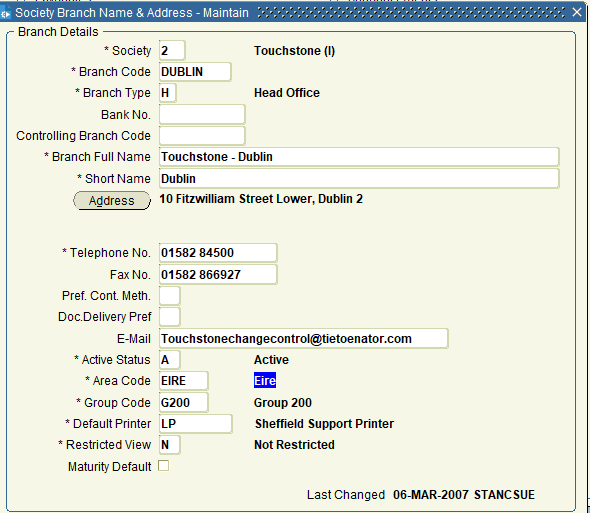 Society Branch Name & Address - Maintain
Branch Details
* Society 2 Touchstone (I)
* Branch Code DUBLIN
* Branch Type H Head Office
Bank No.
Controlling Branch Code
* Branch Full Name Touchstone - Dublin
* Short Name Dublin
Address 10 Fitzwilliam Street Lower, Dublin 2
* Telephone No. 01582 84500
Fax No. 01582 866927
Pref. Cont. Meth.
Doc.Delivery Pref
E-Mail Touchstonechangecontrol@tietoenator.com
* Active Status A Active
* Area Code EIRE Eire
* Group Code G200 Group 200
* Default Printer LP Sheffield Support Printer
* Restricted View N Not Restricted
Maturity Default
Last Changed 06-MAR-2007 STANCSUE